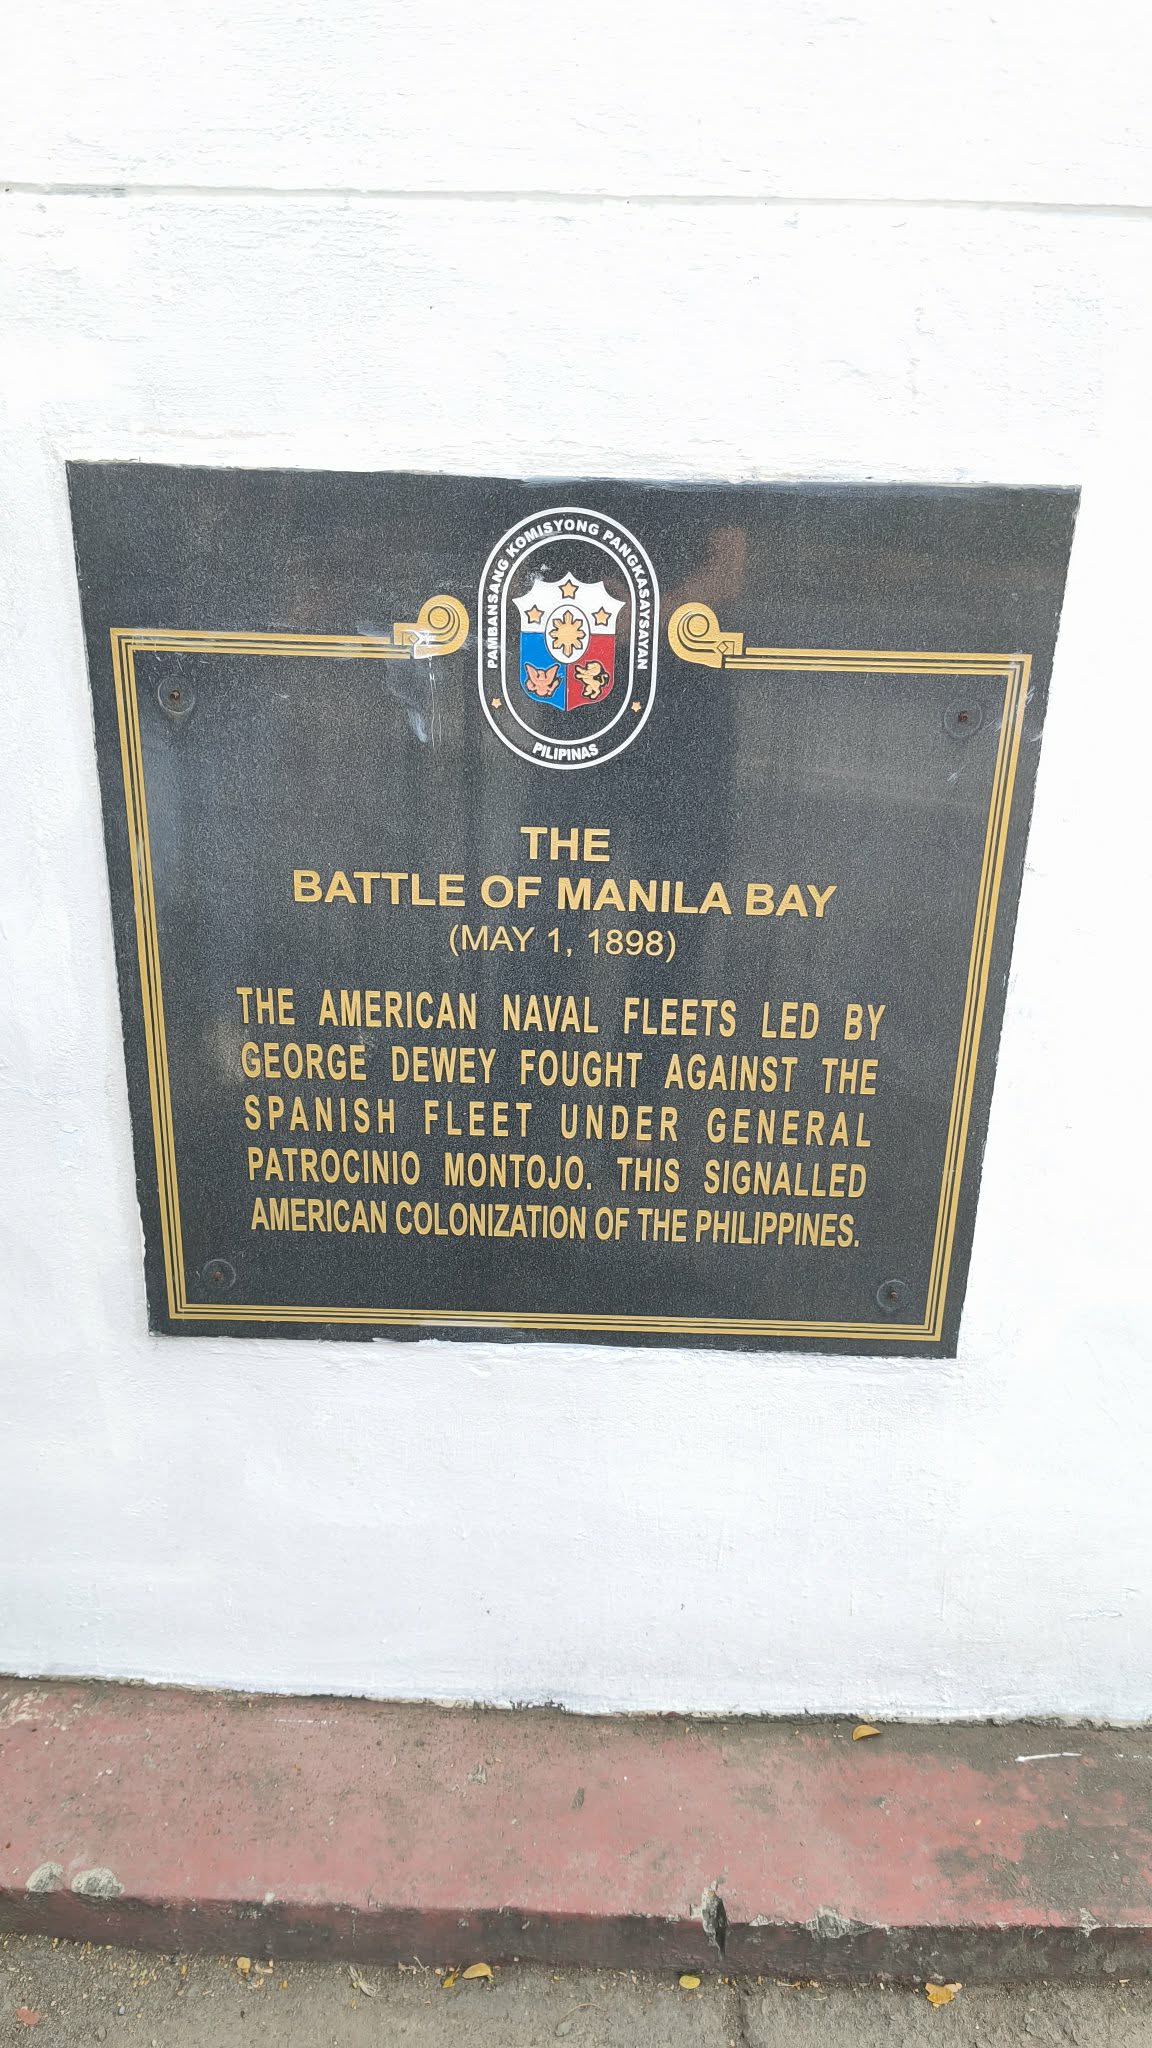 PAMBANSANG KOMISYONG PANGKASAYSAYAN
PILIPINAS
THE
BATTLE OF MANILA BAY
(MAY 1, 1898)
THE AMERICAN NAVAL FLEETS LED BY
GEORGE DEWEY FOUGHT AGAINST THE
SPANISH FLEET UNDER GENERAL
PATROCINIO MONTOJO. THIS SIGNALLED
AMERICAN COLONIZATION OF THE PHILIPPINES.